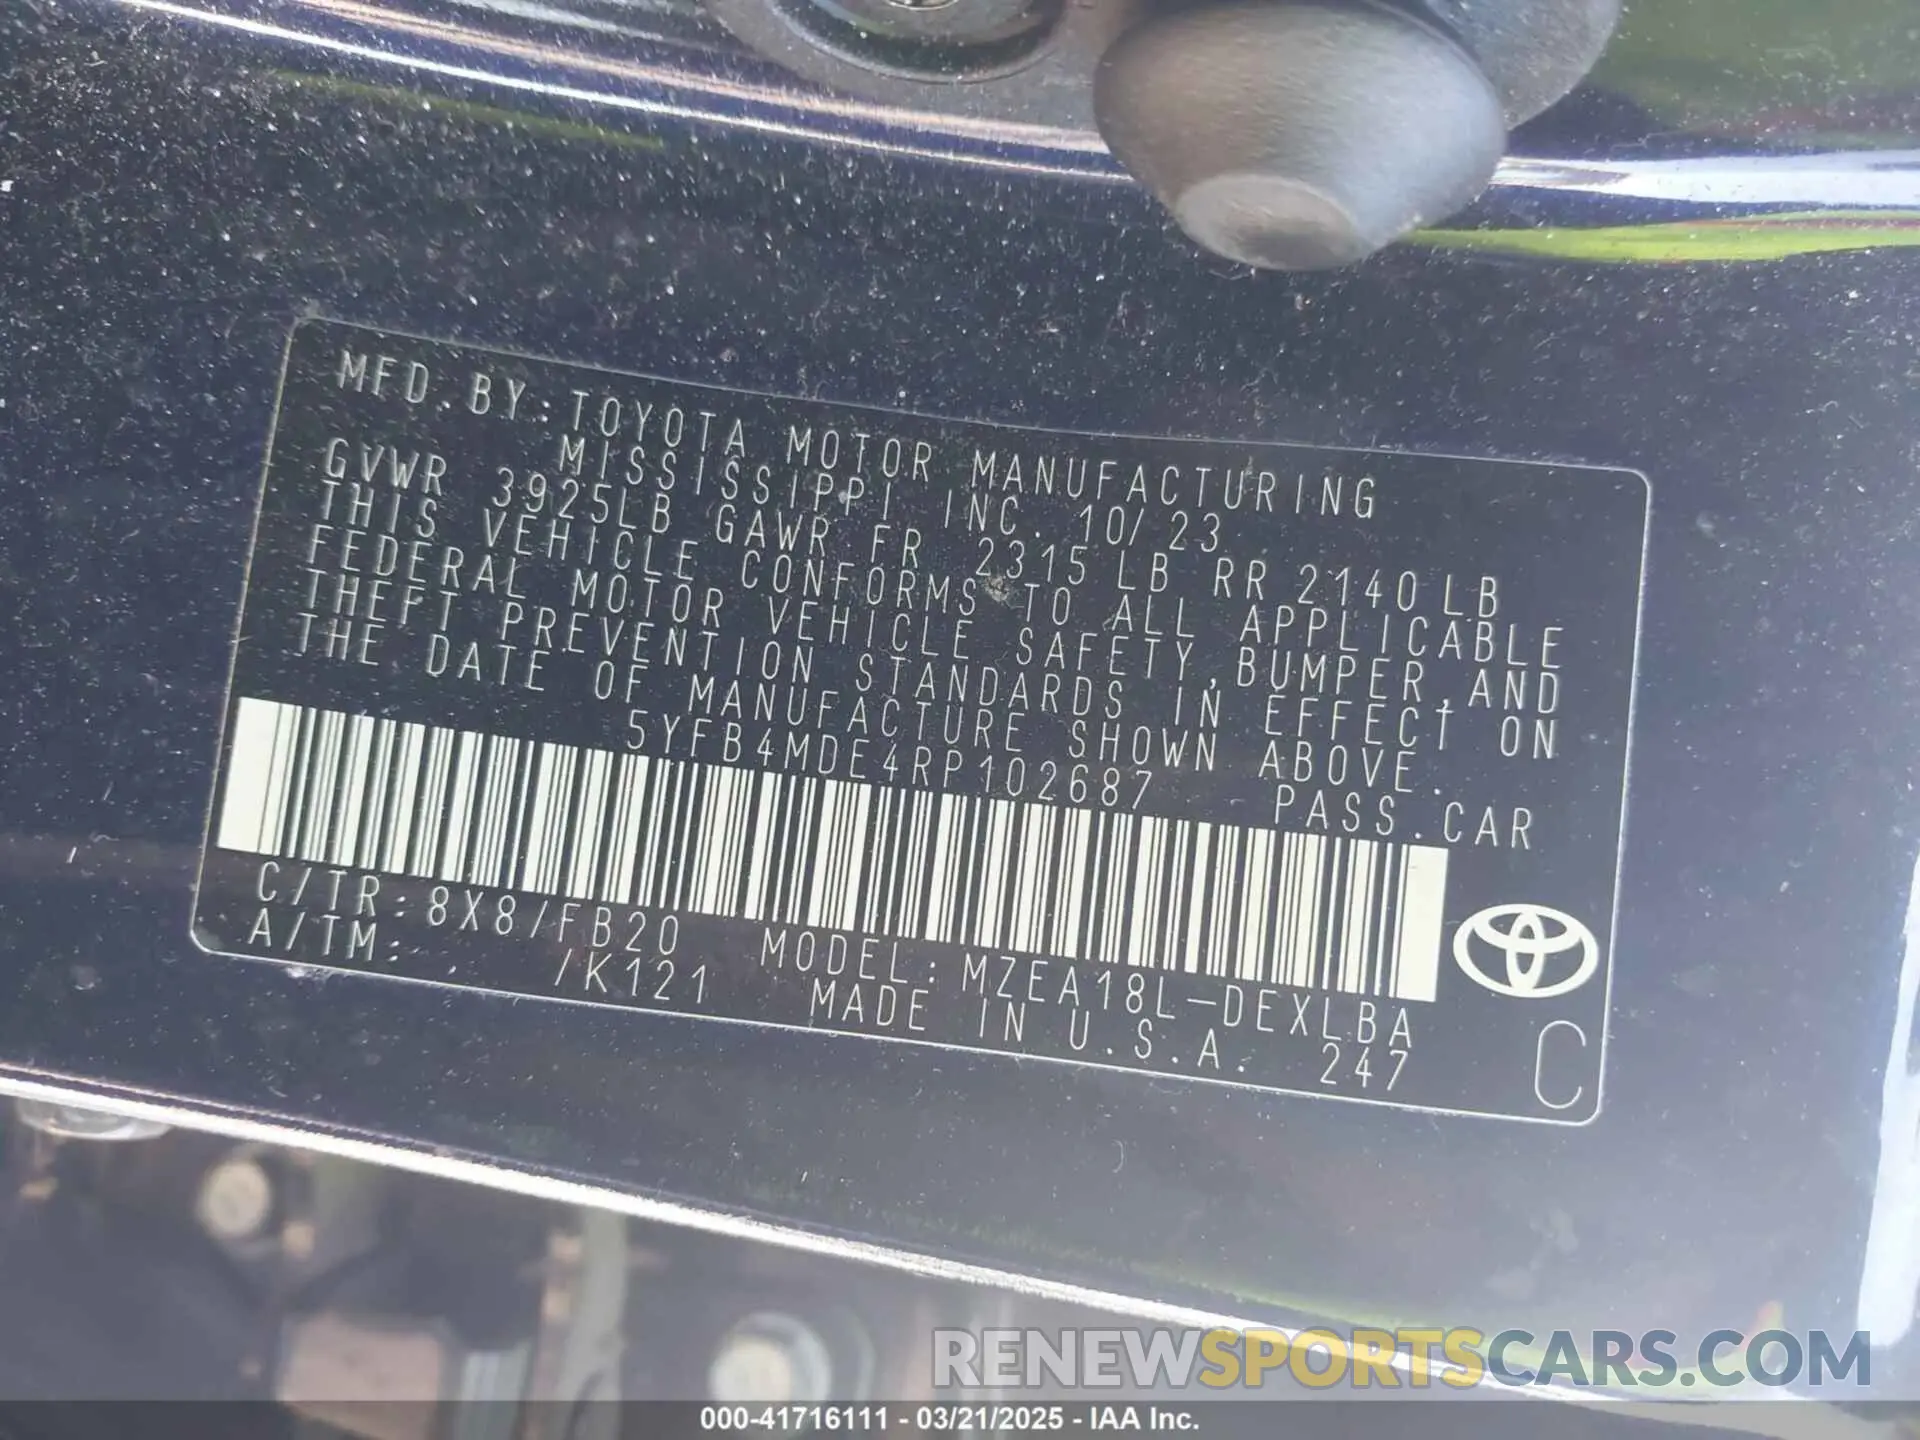 MFD.BY:TOYOTA MOTOR MANUFACTURING
MISSISSIPPI INC. 10/23
GVWR 3925LB GAWR FR 2315LB RR 2140LB
THIS VEHICLE CONFORMS TO ALL APPLICABLE
FEDERAL MOTOR VEHICLE SAFETY,BUMPER,AND
THEFT PREVENTION STANDARDS IN EFFECT ON
THE DATE OF MANUFACTURE SHOWN ABOVE.
5YFB4MDE4RP102687 PASS.CAR
C/TR:8X8/FB20 MODEL:MZEA18L-DEXLBA
A/TM: /K121 MADE IN U.S.A. 247
C
RENEWSPORTSCARS.COM
000-41716111 - 03/21/2025 - IAA Inc.